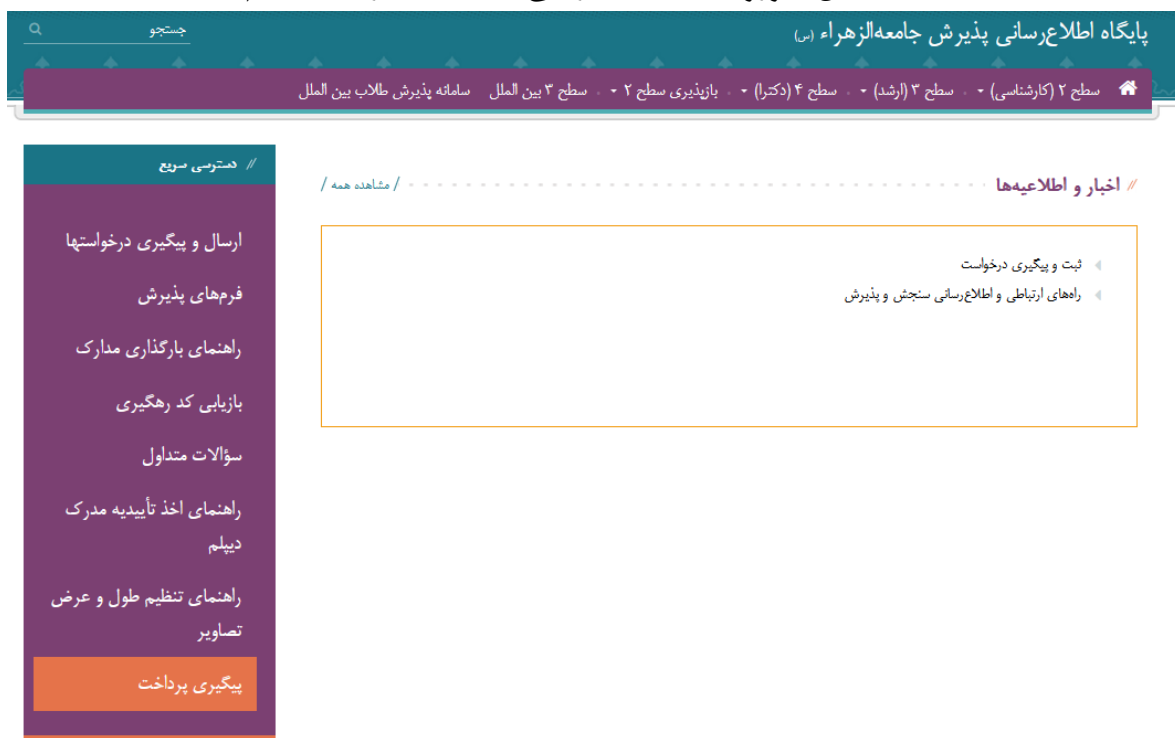 پایگاه اطلاع‌رسانی پذیرش جامعه‌الزهراء (س)
جستجو
سطح ۲ (کارشناسی)
سطح ۳ (ارشد)
سطح ۴ (دکترا)
بازپذیری سطح ۲
سطح ۳ بین الملل
سامانه پذیرش طلاب بین الملل
// اخبار و اطلاعیه‌ها
/ مشاهده همه /
ثبت و پیگیری درخواست
راه‌های ارتباطی و اطلاع‌رسانی سنجش و پذیرش
// دسترسی سریع
ارسال و پیگیری درخواستها
فرم‌های پذیرش
راهنمای بارگذاری مدارک
بازیابی کد رهگیری
سؤالات متداول
راهنمای اخذ تأییدیه مدرک
دیپلم
راهنمای تنظیم طول و عرض
تصاویر
پیگیری پرداخت